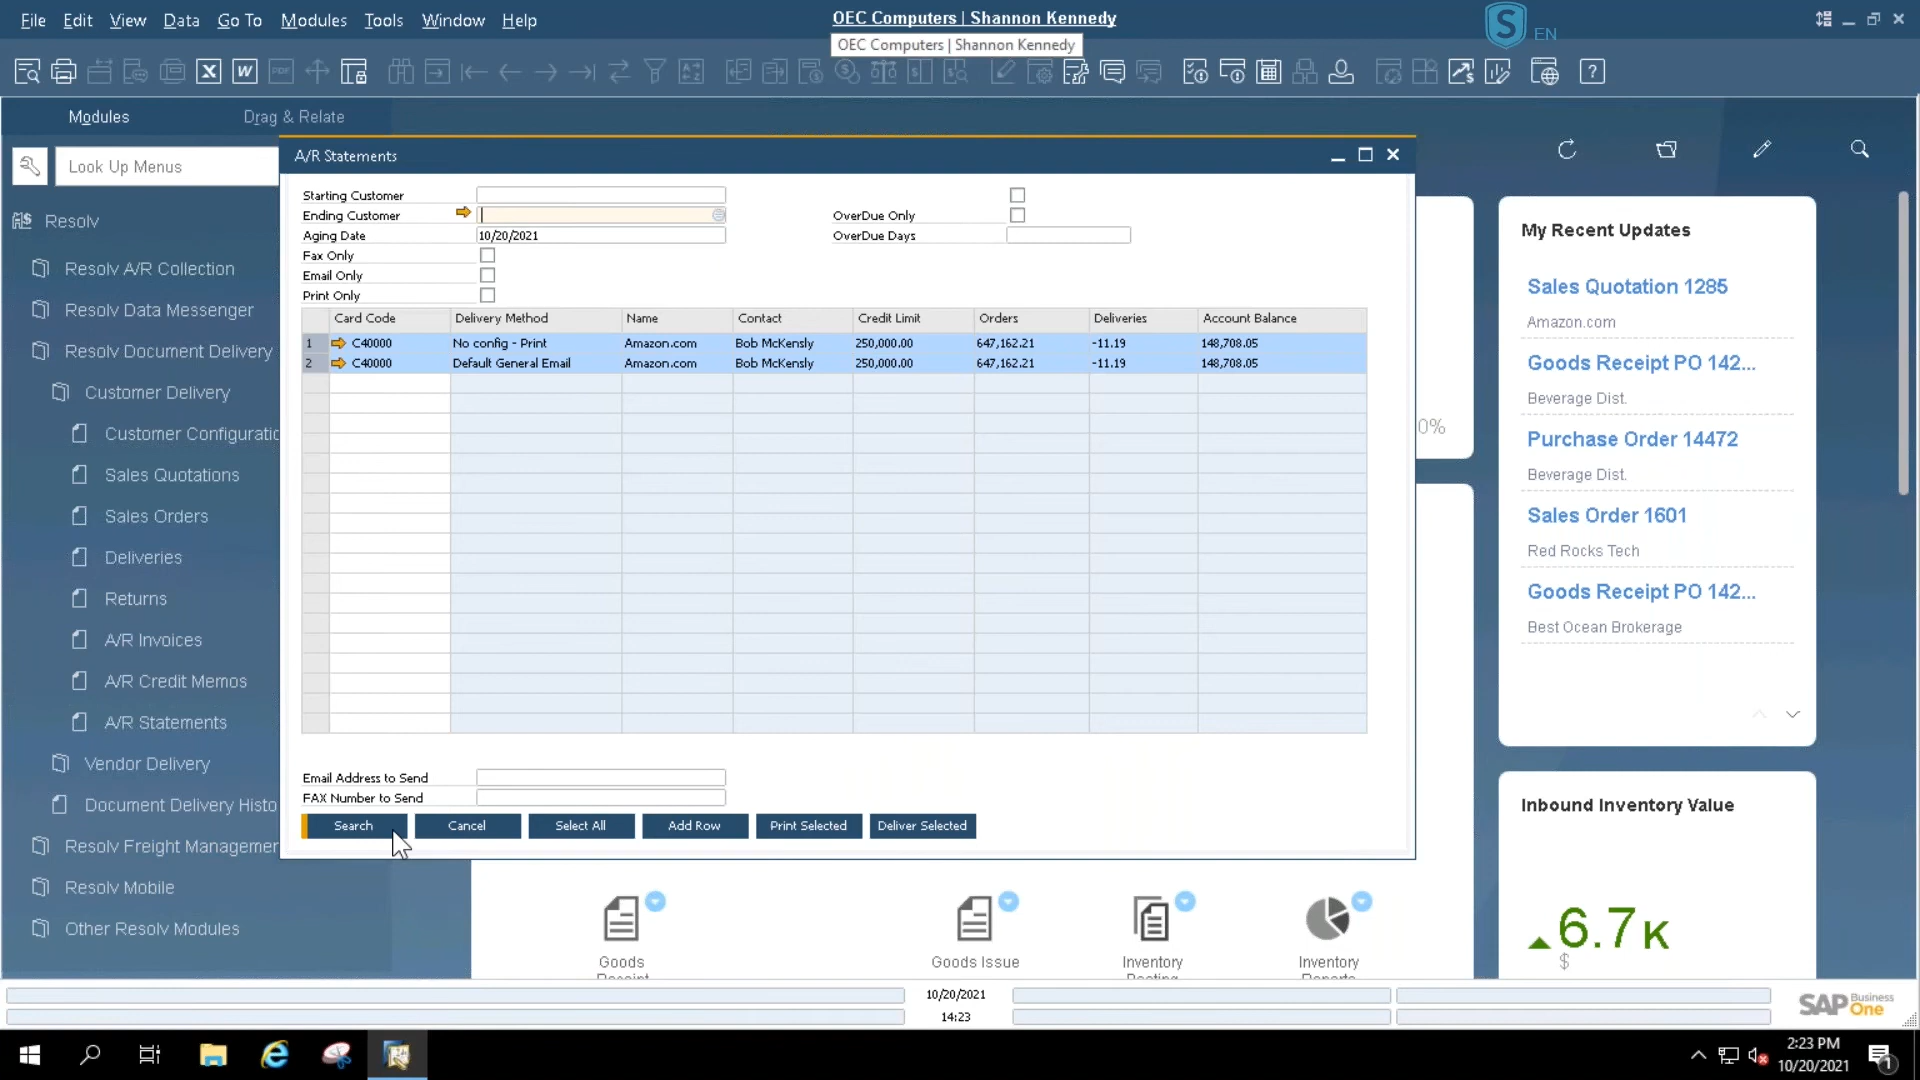 File Edit View Data Go To Modules Tools Window Help
OEC Computers | Shannon Kennedy
EN
OEC Computers | Shannon Kennedy
Modules
Drag & Relate
Look Up Menus
Resolv
Resolv A/R Collection
Resolv Data Messenger
Resolv Document Delivery
Customer Delivery
Customer Configuratic
Sales Quotations
Sales Orders
Deliveries
Returns
A/R Invoices
A/R Credit Memos
A/R Statements
Vendor Delivery
Document Delivery Histo
Resolv Freight Managemer
Resolv Mobile
Other Resolv Modules
A/R Statements
Starting Customer
Ending Customer
OverDue Only
Aging Date 10/20/2021
OverDue Days
Fax Only
Email Only
Print Only
Card Code Delivery Method Name Contact Credit Limit Orders Deliveries Account Balance
1 C40000 No config - Print Amazon.com Bob McKensly 250,000.00 647,162.21 -11.19 148,708.05
2 C40000 Default General Email Amazon.com Bob McKensly 250,000.00 647,162.21 -11.19 148,708.05
Email Address to Send
FAX Number to Send
Search Cancel Select All Add Row Print Selected Deliver Selected
0%
My Recent Updates
Sales Quotation 1285
Amazon.com
Goods Receipt PO 142...
Beverage Dist.
Purchase Order 14472
Beverage Dist.
Sales Order 1601
Red Rocks Tech
Goods Receipt PO 142...
Best Ocean Brokerage
Inbound Inventory Value
6.7 K
$
Goods
Receipt
Goods Issue
Inventory
Posting
Inventory
Reports
10/20/2021
14:23
SAP Business One
2:23 PM
10/20/2021
1